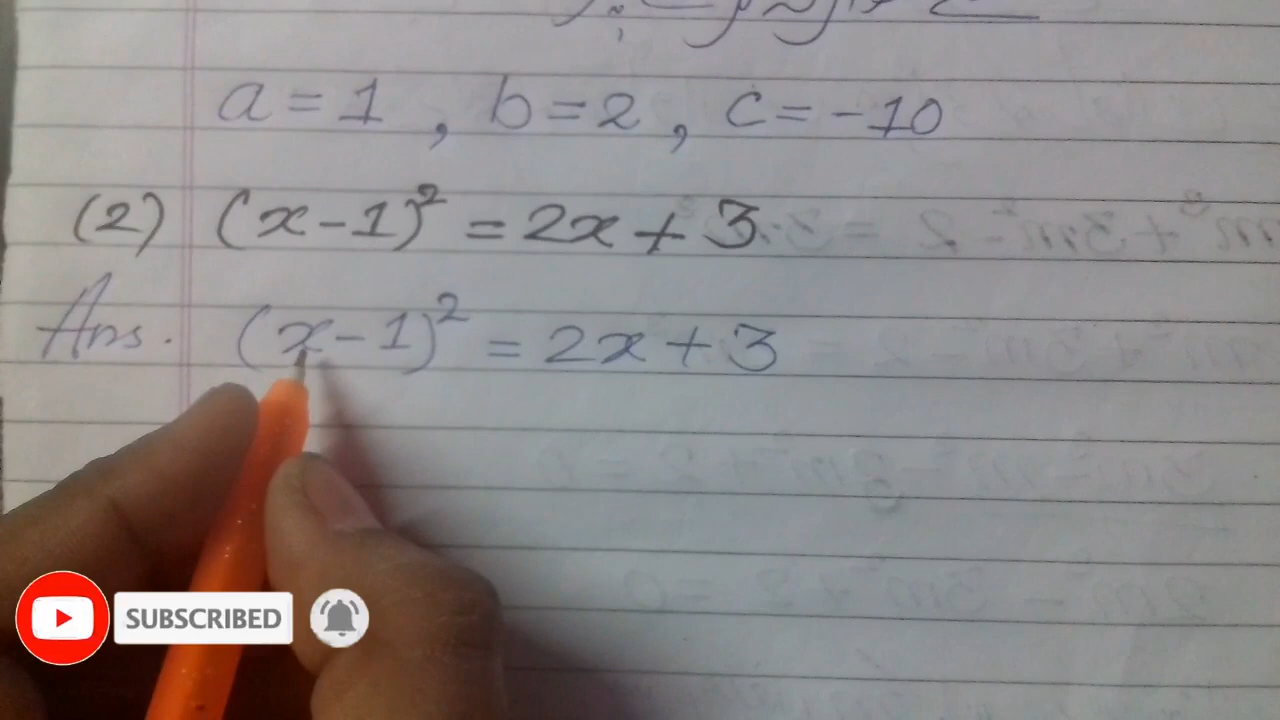 a = 1 , b = 2 , c = -10
(2) (x-1)² = 2x + 3
Ans. (x-1)² = 2x + 3
SUBSCRIBED